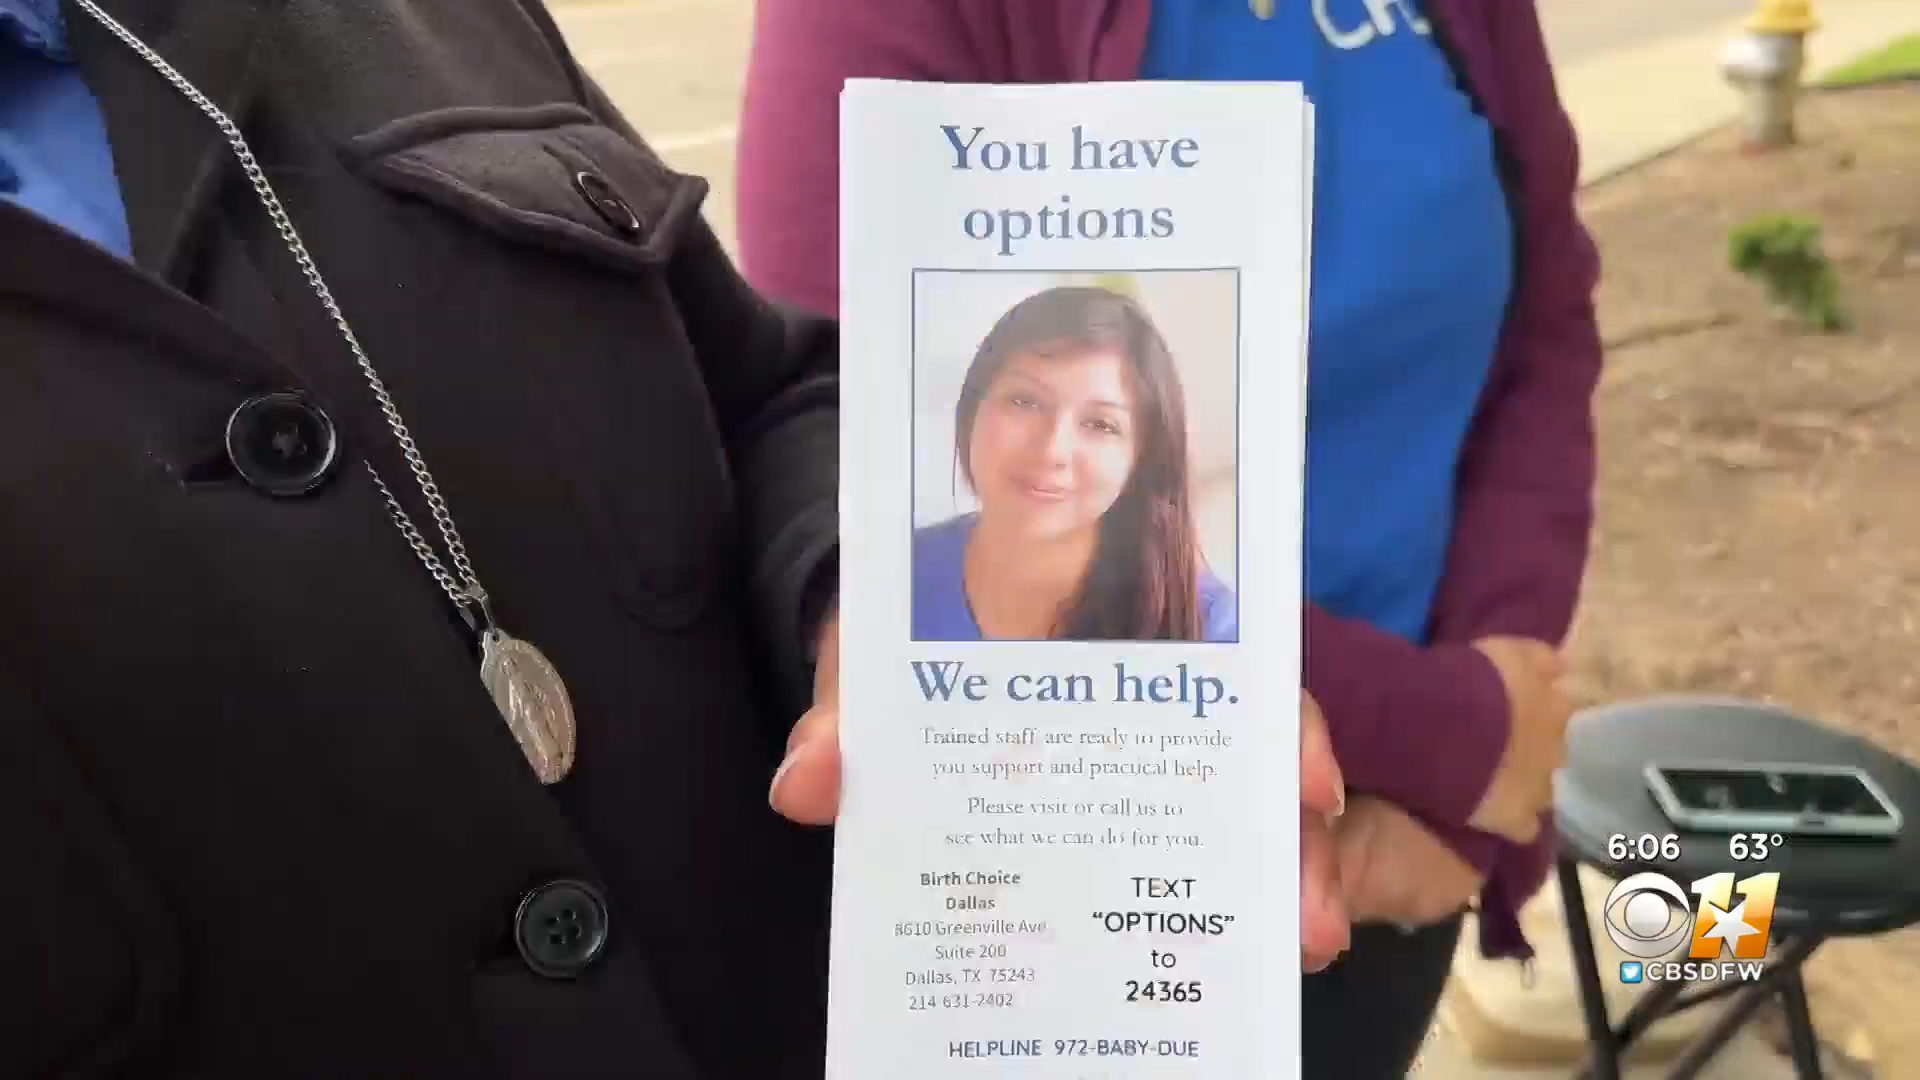 CH
You have
options
We can help.
Trained staff are ready to provide
you support and practical help.
Please visit or call us to
see what we can do for you.
Birth Choice
Dallas
8610 Greenville Ave
Suite 200
Dallas, TX 75243
214-631-2402
TEXT
“OPTIONS”
to
24365
HELPLINE 972-BABY-DUE
6:06 63°
11
CBSDFW